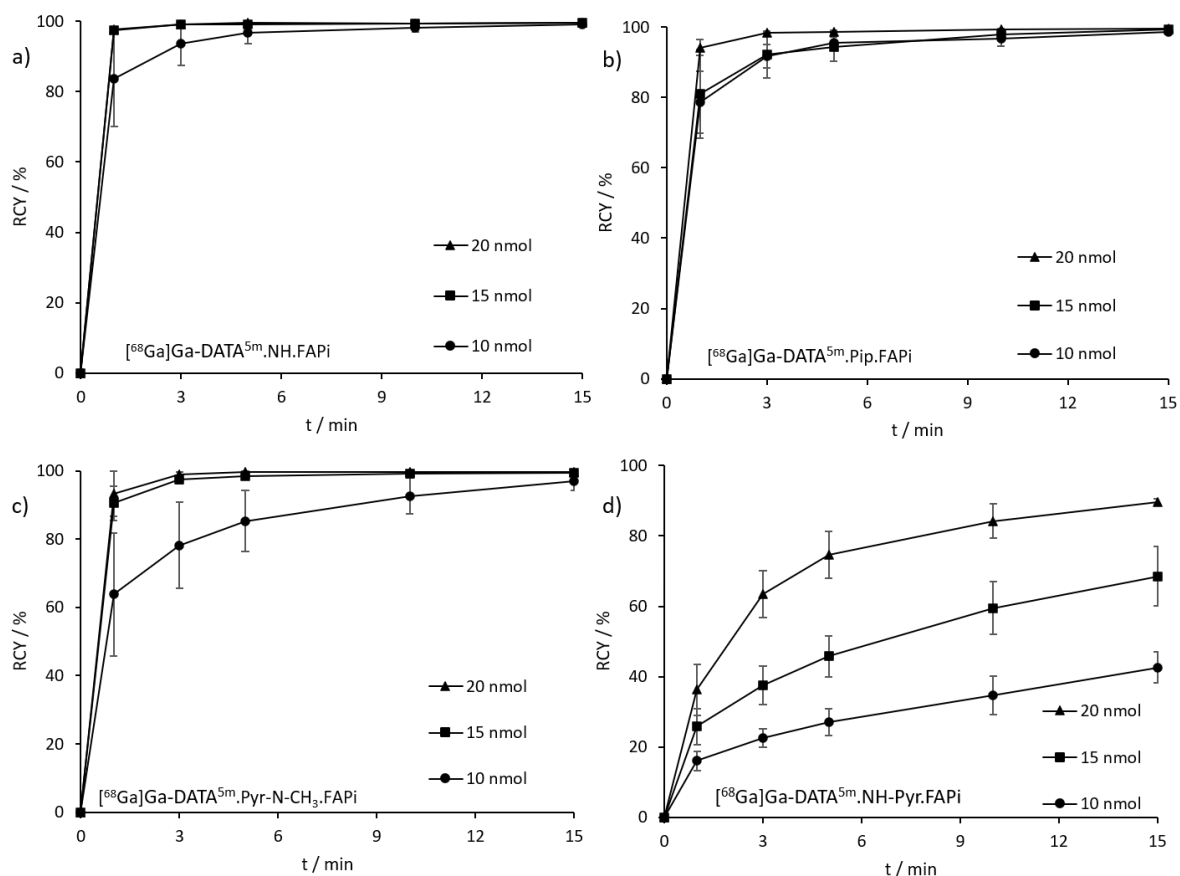 a)
RCY / %
100
80
60
40
20
0
20 nmol
15 nmol
10 nmol
[⁶⁸Ga]Ga-DATA⁵ᵐ.NH.FAPi
0 3 6 9 12 15
t / min
b)
RCY / %
100
80
60
40
20
0
20 nmol
15 nmol
10 nmol
[⁶⁸Ga]Ga-DATA⁵ᵐ.Pip.FAPi
0 3 6 9 12 15
t / min
c)
RCY / %
100
80
60
40
20
0
20 nmol
15 nmol
10 nmol
[⁶⁸Ga]Ga-DATA⁵ᵐ.Pyr-N-CH₃.FAPi
0 3 6 9 12 15
t / min
d)
RCY / %
100
80
60
40
20
0
20 nmol
15 nmol
10 nmol
[⁶⁸Ga]Ga-DATA⁵ᵐ.NH-Pyr.FAPi
0 3 6 9 12 15
t / min